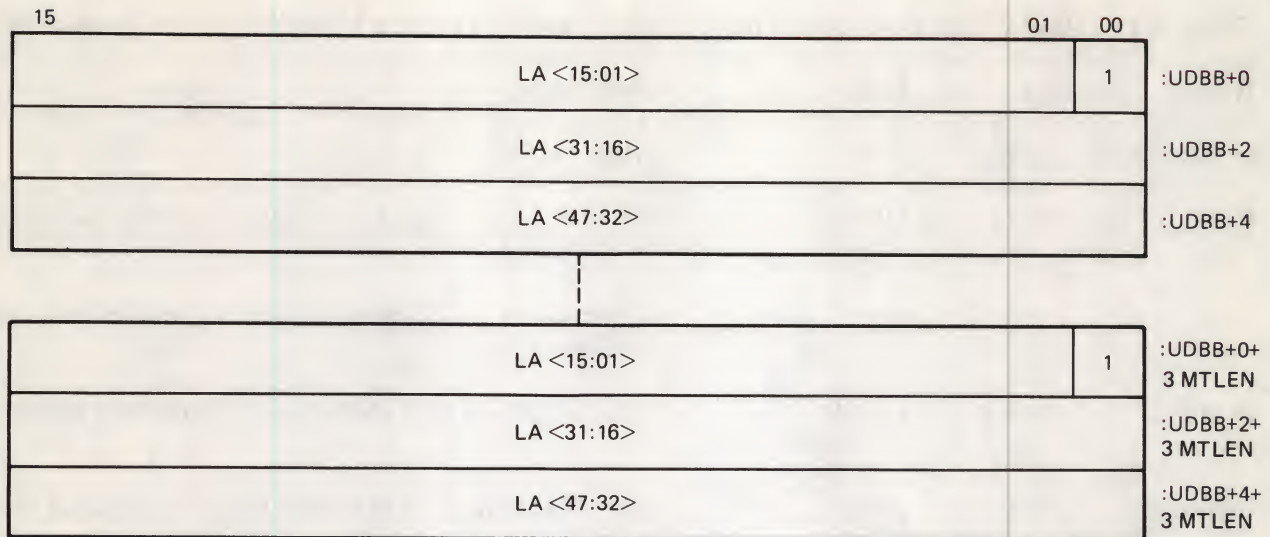 15 01 00
LA <15:01> 1 :UDBB+0
LA <31:16> :UDBB+2
LA <47:32> :UDBB+4
LA <15:01> 1 :UDBB+0+
3 MTLEN
LA <31:16> :UDBB+2+
3 MTLEN
LA <47:32> :UDBB+4+
3 MTLEN